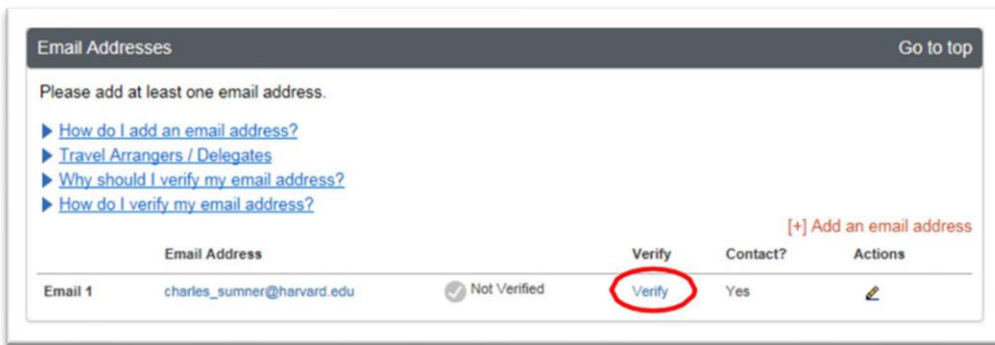 Email Addresses Go to top
Please add at least one email address.
How do I add an email address?
Travel Arrangers / Delegates
Why should I verify my email address?
How do I verify my email address?
[+] Add an email address
Email Address Verify Contact? Actions
Email 1 charles_sumner@harvard.edu Not Verified Verify Yes